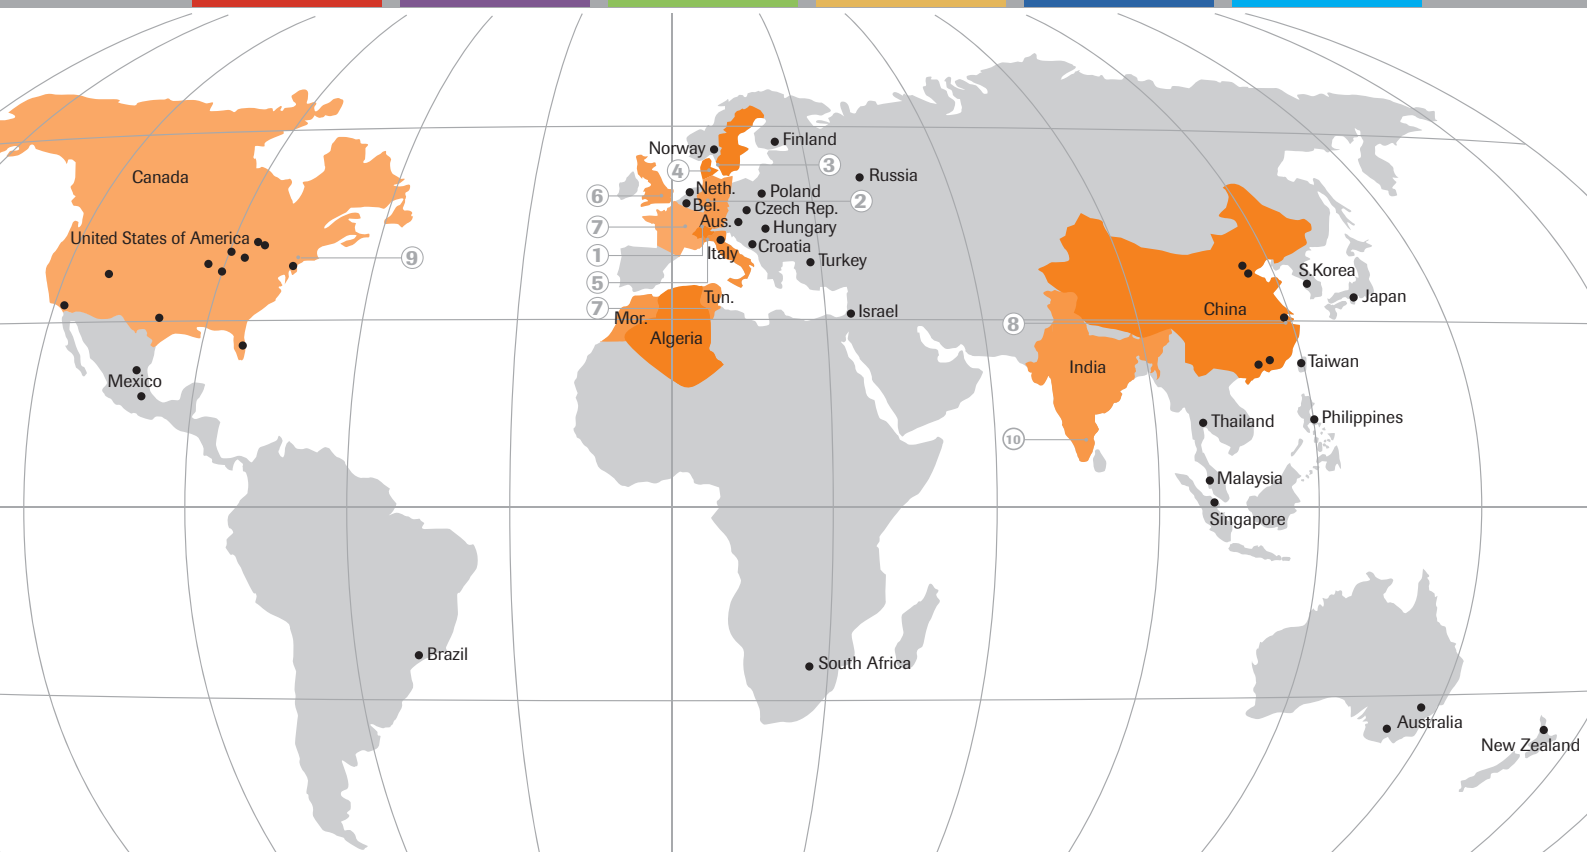 Finland
Norway
3
4
Canada
Russia
Neth.
Poland
6
2
Bei.
Czech Rep.
Aus.
7
Hungary
United States of America
Croatia
1
Italy
9
Turkey
S.Korea
5
Tun.
Japan
7
China
Israel
Mor.
8
Algeria
Taiwan
India
Mexico
Philippines
Thailand
10
Malaysia
Singapore
Brazil
South Africa
Australia
New Zealand